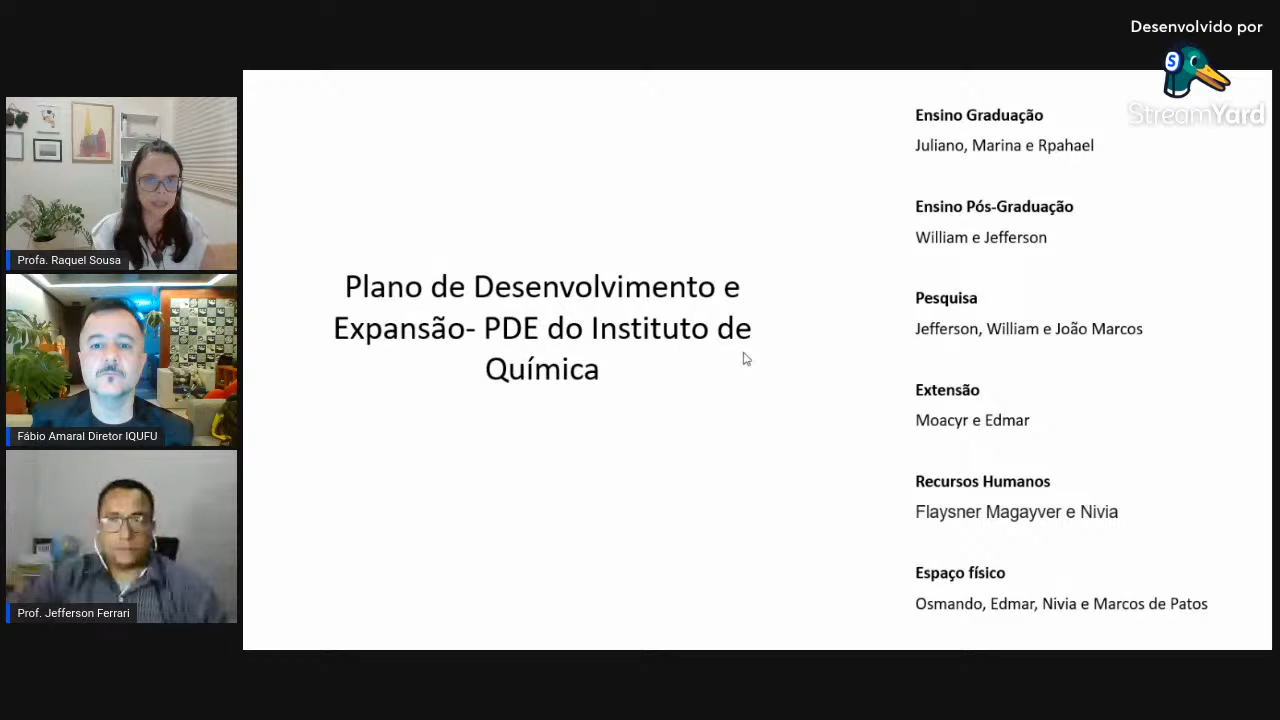 Desenvolvido por
StreamYard
Profa. Raquel Sousa
Fábio Amaral Diretor IQUFU
Prof. Jefferson Ferrari
Plano de Desenvolvimento e
Expansão- PDE do Instituto de
Química
Ensino Graduação
Juliano, Marina e Rpahael
Ensino Pós-Graduação
William e Jefferson
Pesquisa
Jefferson, William e João Marcos
Extensão
Moacyr e Edmar
Recursos Humanos
Flaysner Magayver e Nivia
Espaço físico
Osmando, Edmar, Nivia e Marcos de Patos